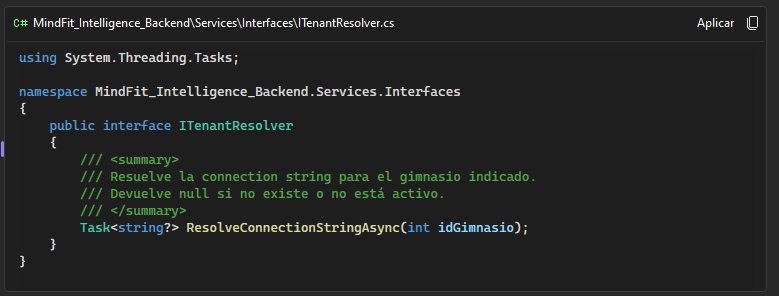 C# MindFit_Intelligence_Backend\Services\Interfaces\ITenantResolver.cs Aplicar
using System.Threading.Tasks;
namespace MindFit_Intelligence_Backend.Services.Interfaces
{
    public interface ITenantResolver
    {
        /// <summary>
        /// Resuelve la connection string para el gimnasio indicado.
        /// Devuelve null si no existe o no está activo.
        /// </summary>
        Task<string?> ResolveConnectionStringAsync(int idGimnasio);
    }
}